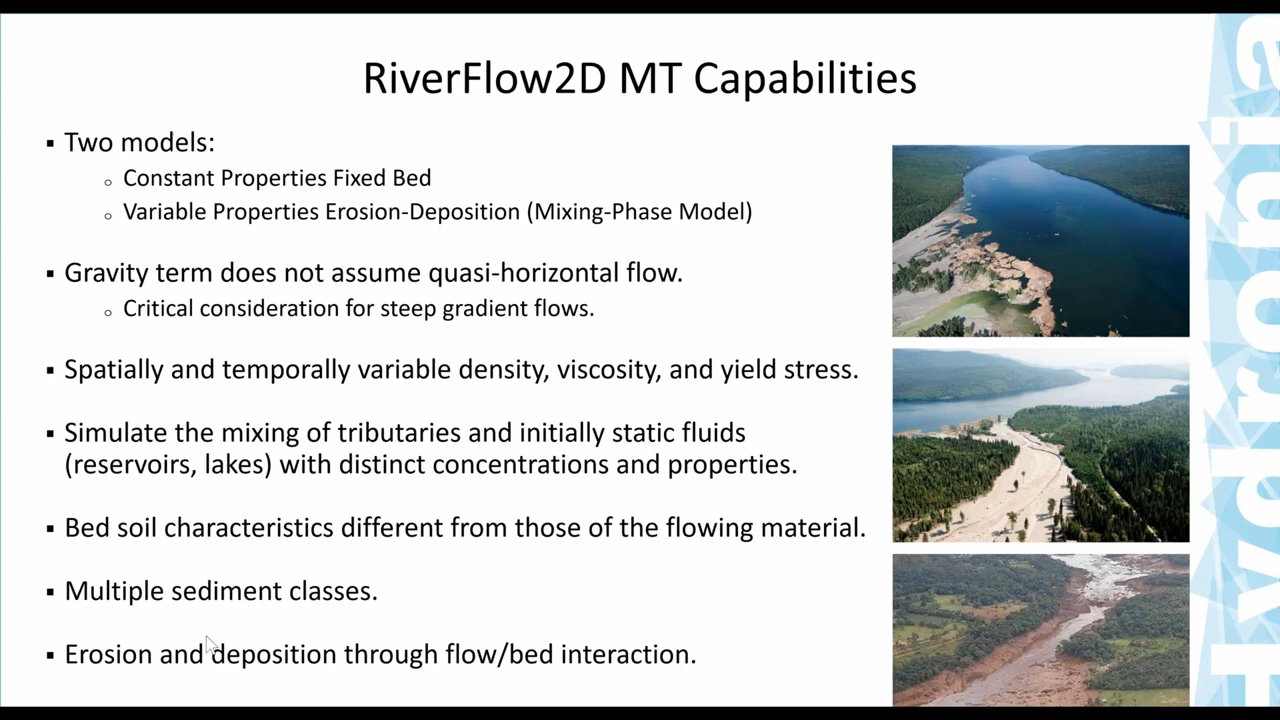 RiverFlow2D MT Capabilities
▪ Two models:
o Constant Properties Fixed Bed
o Variable Properties Erosion-Deposition (Mixing-Phase Model)
▪ Gravity term does not assume quasi-horizontal flow.
o Critical consideration for steep gradient flows.
▪ Spatially and temporally variable density, viscosity, and yield stress.
▪ Simulate the mixing of tributaries and initially static fluids
(reservoirs, lakes) with distinct concentrations and properties.
▪ Bed soil characteristics different from those of the flowing material.
▪ Multiple sediment classes.
▪ Erosion and deposition through flow/bed interaction.
Hydronia